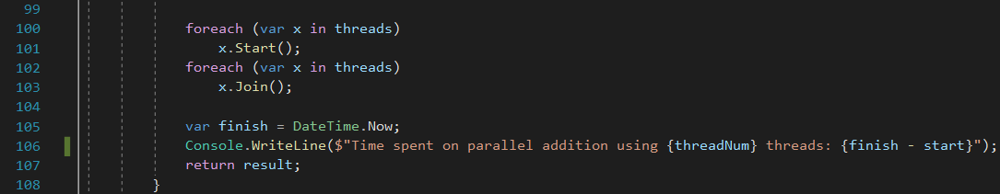 99
100 foreach (var x in threads)
101 x.Start();
102 foreach (var x in threads)
103 x.Join();
104
105 var finish = DateTime.Now;
106 Console.WriteLine($"Time spent on parallel addition using {threadNum} threads: {finish - start}");
107 return result;
108 }